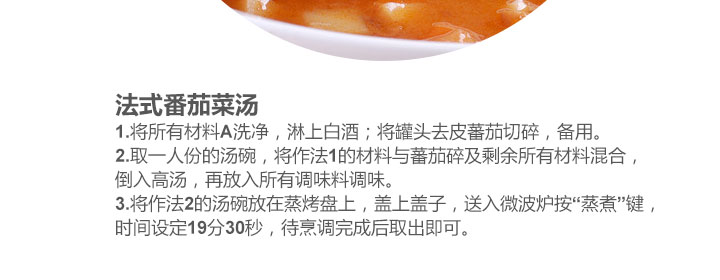 法式番茄菜汤
1.将所有材料A洗净，淋上白酒；将罐头去皮蕃茄切碎，备用。
2.取一人份的汤碗，将作法1的材料与蕃茄碎及剩余所有材料混合，
倒入高汤，再放入所有调味料调味。
3.将作法2的汤碗放在蒸烤盘上，盖上盖子，送入微波炉按“蒸煮”键，
时间设定19分30秒，待烹调完成后取出即可。